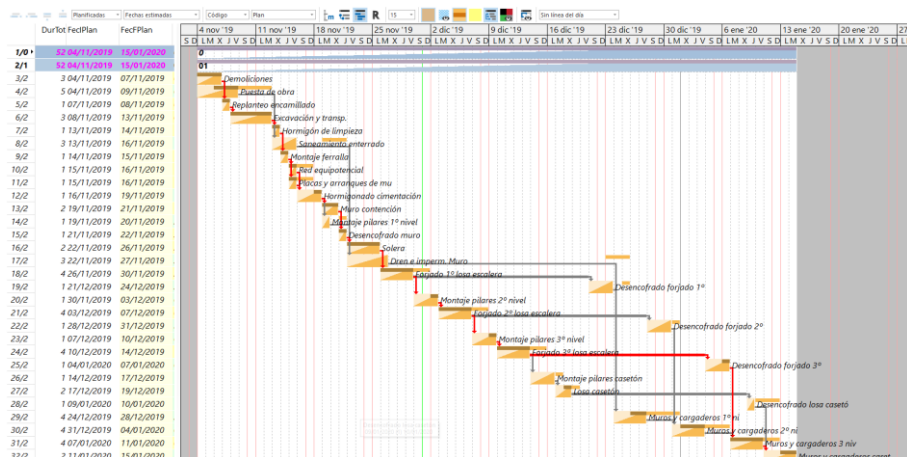 Planificadas Fechas estimadas Código Plan R 15 Sin línea del día
DurTot FecIPlan FecFPlan 4 nov '19 11 nov '19 18 nov '19 25 nov '19 2 dic '19 9 dic '19 16 dic '19 23 dic '19 30 dic '19 6 ene '20 13 ene '20 20 ene '20 27
S D L M X J V S D L M X J V S D L M X J V S D L M X J V S D L M X J V S D L M X J V S D L M X J V S D L M X J V S D L M X J V S D L M X J V S D L M X J V S D L M X J V S D L
1/0 52 04/11/2019 15/01/2020 0
2/1 52 04/11/2019 15/01/2020 01
3/2 3 04/11/2019 07/11/2019 Demoliciones
4/2 5 04/11/2019 09/11/2019 Puesta de obra
5/2 1 07/11/2019 08/11/2019 Replanteo encamillado
6/2 3 08/11/2019 13/11/2019 Excavación y transp.
7/2 1 13/11/2019 14/11/2019 Hormigón de limpieza
8/2 3 13/11/2019 16/11/2019 Saneamiento enterrado
9/2 1 14/11/2019 15/11/2019 Montaje ferralla
10/2 1 15/11/2019 16/11/2019 Red equipotencial
11/2 1 15/11/2019 16/11/2019 Placas y arranques de mu
12/2 1 16/11/2019 19/11/2019 Hormigonado cimentación
13/2 2 19/11/2019 21/11/2019 Muro contención
14/2 1 19/11/2019 20/11/2019 Montaje pilares 1º nivel
15/2 1 21/11/2019 22/11/2019 Desencofrado muro
16/2 2 22/11/2019 26/11/2019 Solera
17/2 3 22/11/2019 27/11/2019 Dren e imperm. Muro
18/2 4 26/11/2019 30/11/2019 Forjado 1º losa escalera
19/2 1 21/12/2019 24/12/2019 Desencofrado forjado 1º
20/2 1 30/11/2019 03/12/2019 Montaje pilares 2º nivel
21/2 4 03/12/2019 07/12/2019 Forjado 2º losa escalera
22/2 1 28/12/2019 31/12/2019 Desencofrado forjado 2º
23/2 1 07/12/2019 10/12/2019 Montaje pilares 3º nivel
24/2 4 10/12/2019 14/12/2019 Forjado 3º losa escalera
25/2 1 04/01/2020 07/01/2020 Desencofrado forjado 3º
26/2 1 14/12/2019 17/12/2019 Montaje pilares casetón
27/2 2 17/12/2019 19/12/2019 Losa casetón
28/2 1 09/01/2020 10/01/2020 Desencofrado losa casetó
29/2 4 24/12/2019 28/12/2019 Muros y cargaderos 1º ni
30/2 4 31/12/2019 04/01/2020 Muros y cargaderos 2º ni
31/2 4 07/01/2020 11/01/2020 Muros y cargaderos 3 niv
32/2 2 11/01/2020 15/01/2020 Muros y cargaderos caset